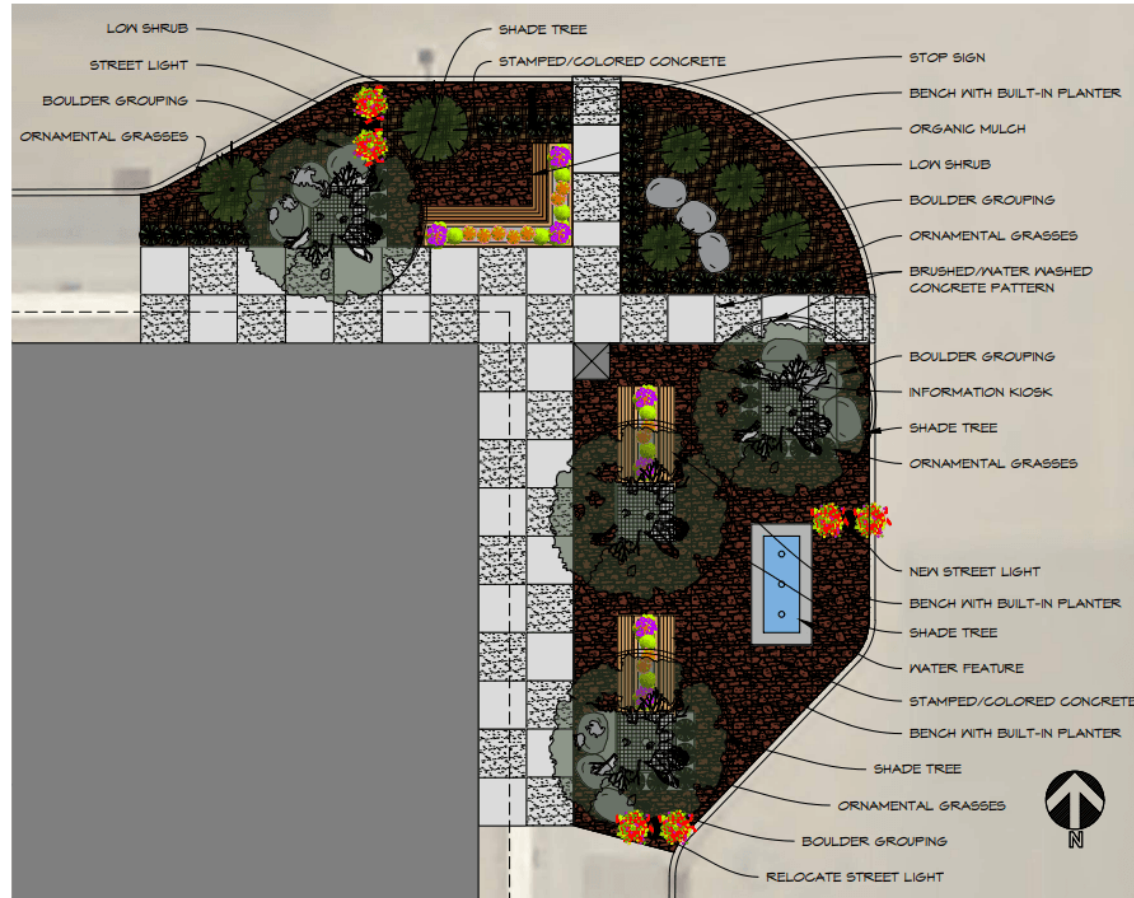 LOW SHRUB
STREET LIGHT
BOULDER GROUPING
ORNAMENTAL GRASSES
SHADE TREE
STAMPED/COLORED CONCRETE
STOP SIGN
BENCH WITH BUILT-IN PLANTER
ORGANIC MULCH
LOW SHRUB
BOULDER GROUPING
ORNAMENTAL GRASSES
BRUSHED/WATER WASHED
CONCRETE PATTERN
BOULDER GROUPING
INFORMATION KIOSK
SHADE TREE
ORNAMENTAL GRASSES
NEW STREET LIGHT
BENCH WITH BUILT-IN PLANTER
SHADE TREE
WATER FEATURE
STAMPED/COLORED CONCRETE
BENCH WITH BUILT-IN PLANTER
SHADE TREE
ORNAMENTAL GRASSES
BOULDER GROUPING
RELOCATE STREET LIGHT
N